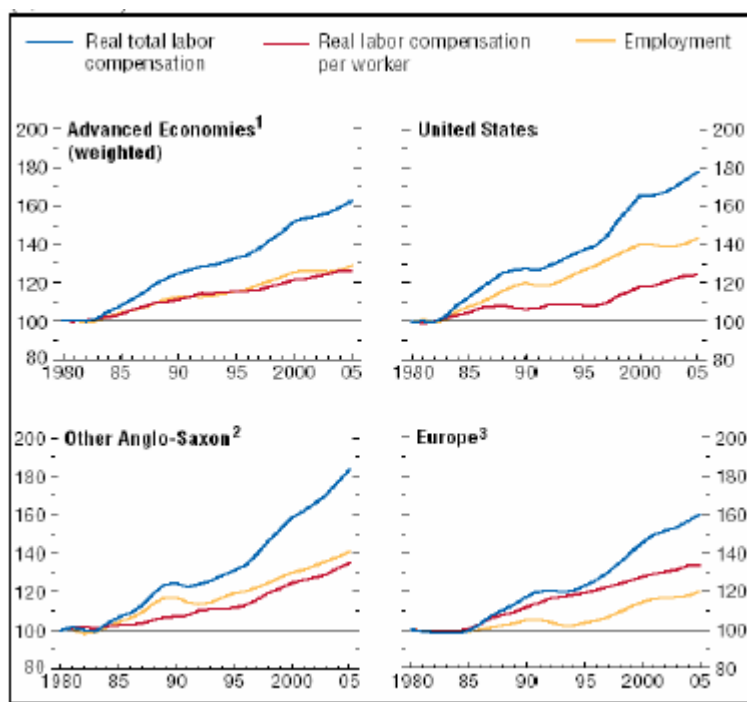 Real total labor
compensation
Real labor compensation
per worker
Employment
Advanced Economies1
(weighted)
200
180
160
140
120
100
80
1980 85 90 95 2000 05
United States
200
180
160
140
120
100
80
1980 85 90 95 2000 05
Other Anglo-Saxon2
200
180
160
140
120
100
80
1980 85 90 95 2000 05
Europe3
200
180
160
140
120
100
80
1980 85 90 95 2000 05